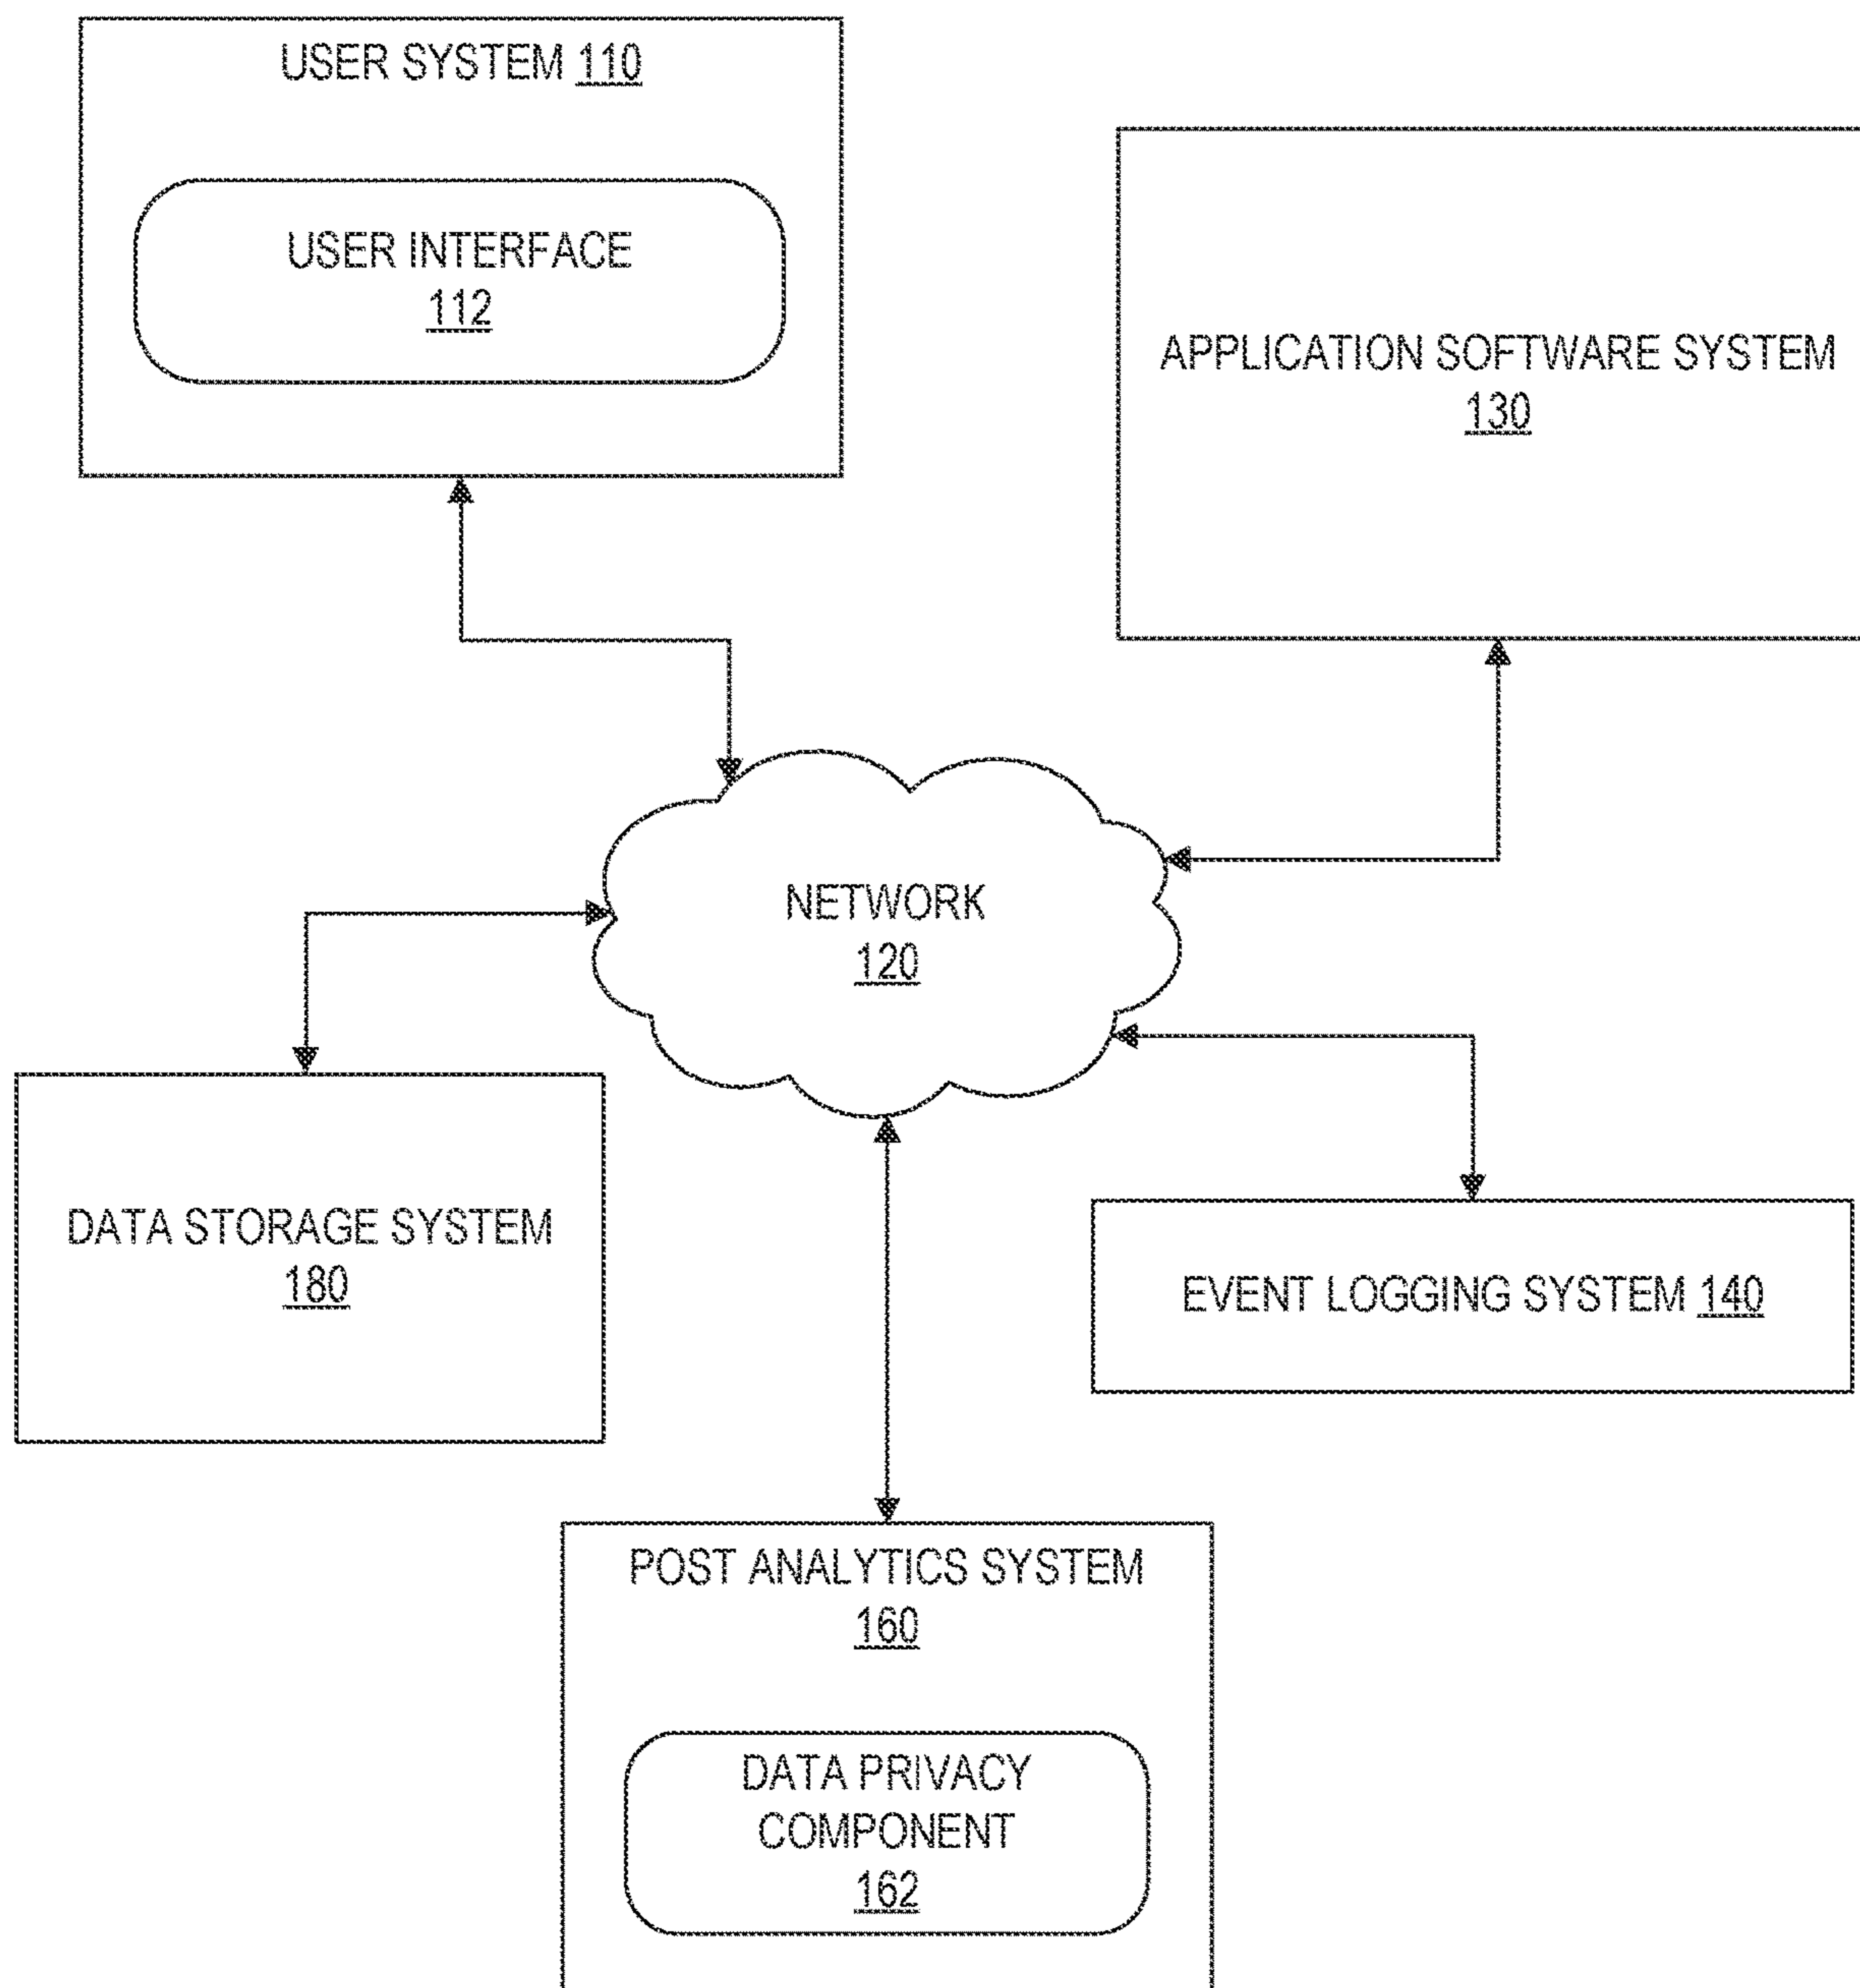 USER SYSTEM 110
USER INTERFACE
112
APPLICATION SOFTWARE SYSTEM
130
NETWORK
120
DATA STORAGE SYSTEM
180
EVENT LOGGING SYSTEM 140
POST ANALYTICS SYSTEM
160
DATA PRIVACY
COMPONENT
162